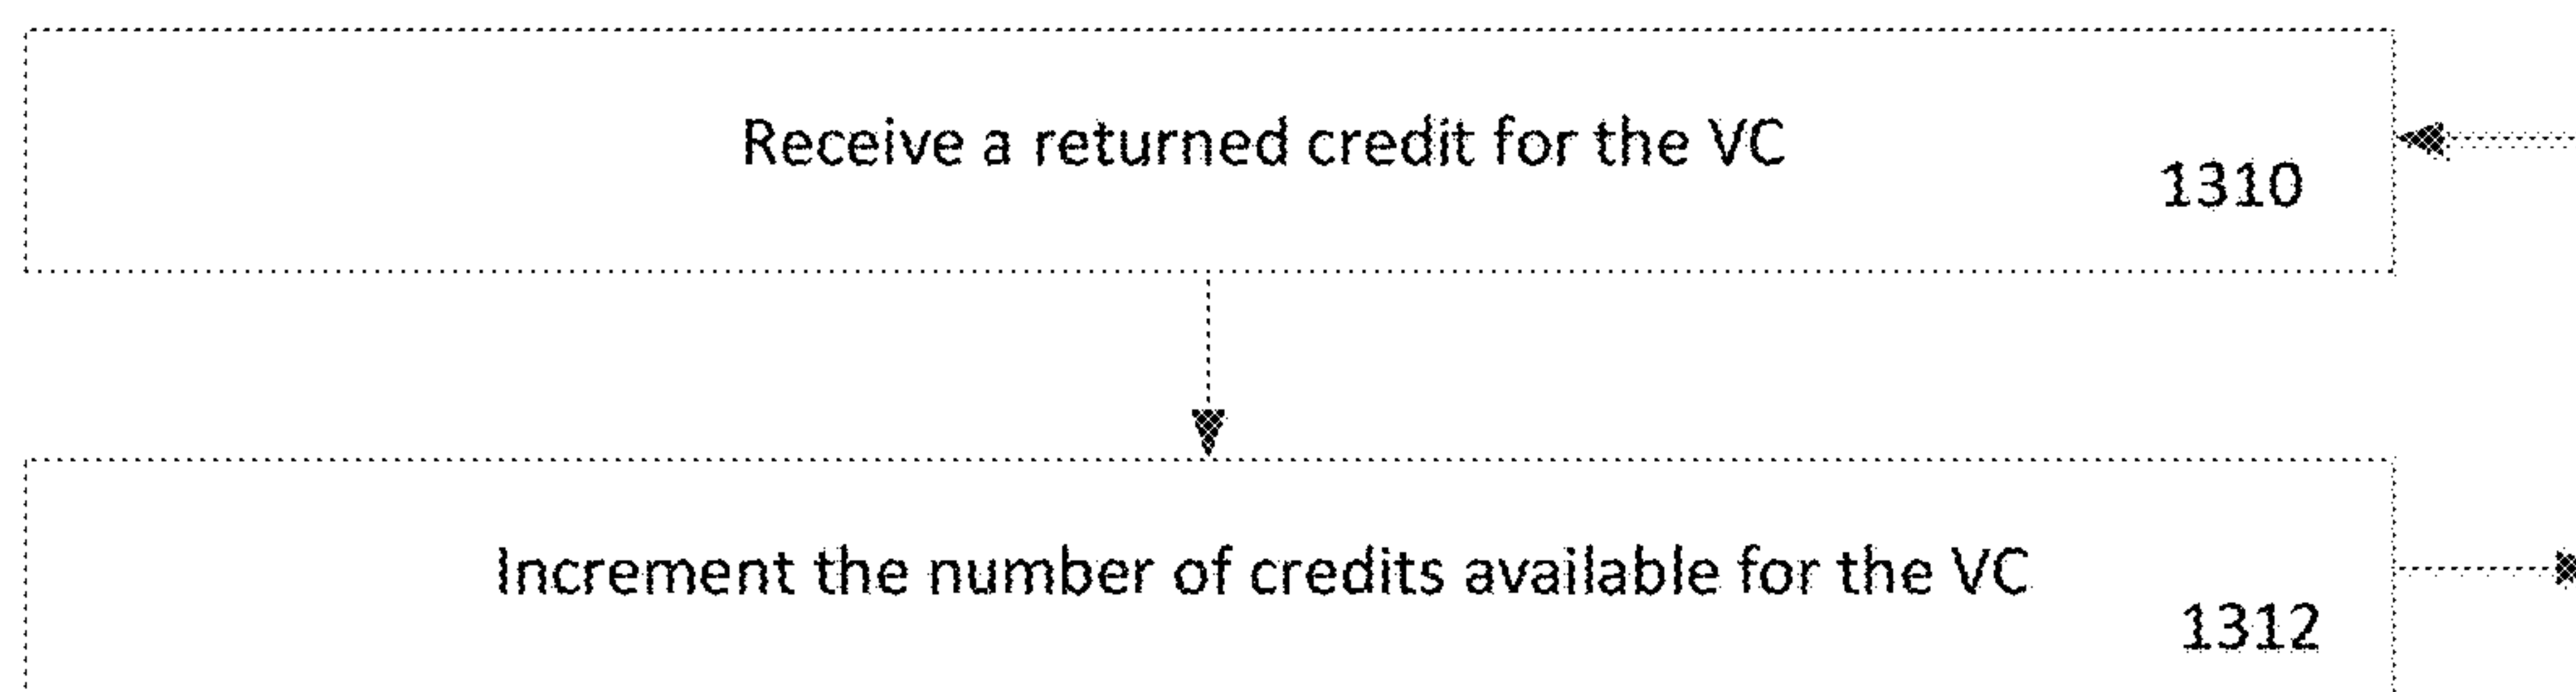 Receive a returned credit for the VC
1310
Increment the number of credits available for the VC
1312